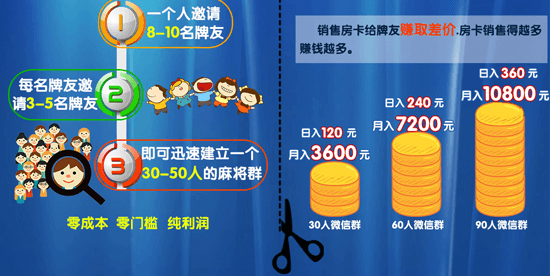 1
一个人邀请
8-10名牌友
每名牌友邀
请3-5名牌友
2
3
即可迅速建立一个
30-50人的麻将群
零成本 零门槛 纯利润
销售房卡给牌友赚取差价.房卡销售得越多
赚钱越多。
日入120元
月入3600元
30人微信群
日入240元
月入7200元
60人微信群
日入360元
月入10800元
90人微信群